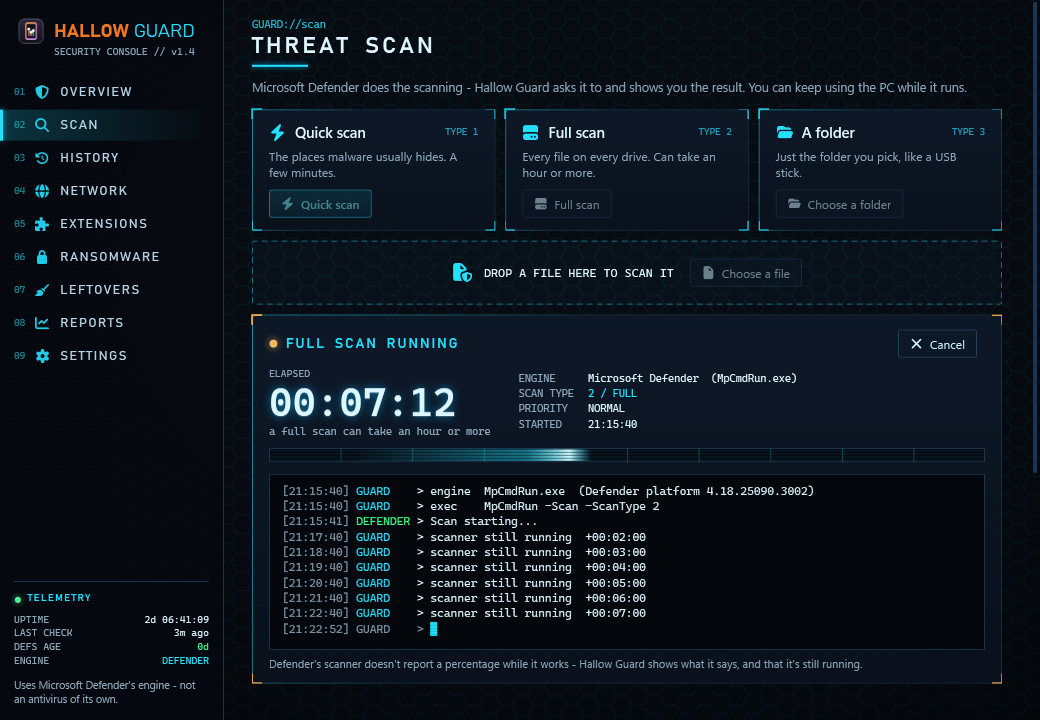 HALLOW GUARD
SECURITY CONSOLE // v1.4
01 OVERVIEW
02 SCAN
03 HISTORY
04 NETWORK
05 EXTENSIONS
06 RANSOMWARE
07 LEFTOVERS
08 REPORTS
09 SETTINGS
TELEMETRY
UPTIME 2d 06:41:09
LAST CHECK 3m ago
DEFS AGE 0d
ENGINE DEFENDER
Uses Microsoft Defender's engine - not
an antivirus of its own.
GUARD://scan
THREAT SCAN
Microsoft Defender does the scanning - Hallow Guard asks it to and shows you the result. You can keep using the PC while it runs.
Quick scan TYPE 1
The places malware usually hides. A
few minutes.
Quick scan
Full scan TYPE 2
Every file on every drive. Can take an
hour or more.
Full scan
A folder TYPE 3
Just the folder you pick, like a USB
stick.
Choose a folder
DROP A FILE HERE TO SCAN IT Choose a file
FULL SCAN RUNNING Cancel
ELAPSED
00:07:12
a full scan can take an hour or more
ENGINE Microsoft Defender (MpCmdRun.exe)
SCAN TYPE 2 / FULL
PRIORITY NORMAL
STARTED 21:15:40
[21:15:40] GUARD > engine MpCmdRun.exe (Defender platform 4.18.25090.3002)
[21:15:40] GUARD > exec MpCmdRun -Scan -ScanType 2
[21:15:41] DEFENDER > Scan starting...
[21:17:40] GUARD > scanner still running +00:02:00
[21:18:40] GUARD > scanner still running +00:03:00
[21:19:40] GUARD > scanner still running +00:04:00
[21:20:40] GUARD > scanner still running +00:05:00
[21:21:40] GUARD > scanner still running +00:06:00
[21:22:40] GUARD > scanner still running +00:07:00
[21:22:52] GUARD >
Defender's scanner doesn't report a percentage while it works - Hallow Guard shows what it says, and that it's still running.